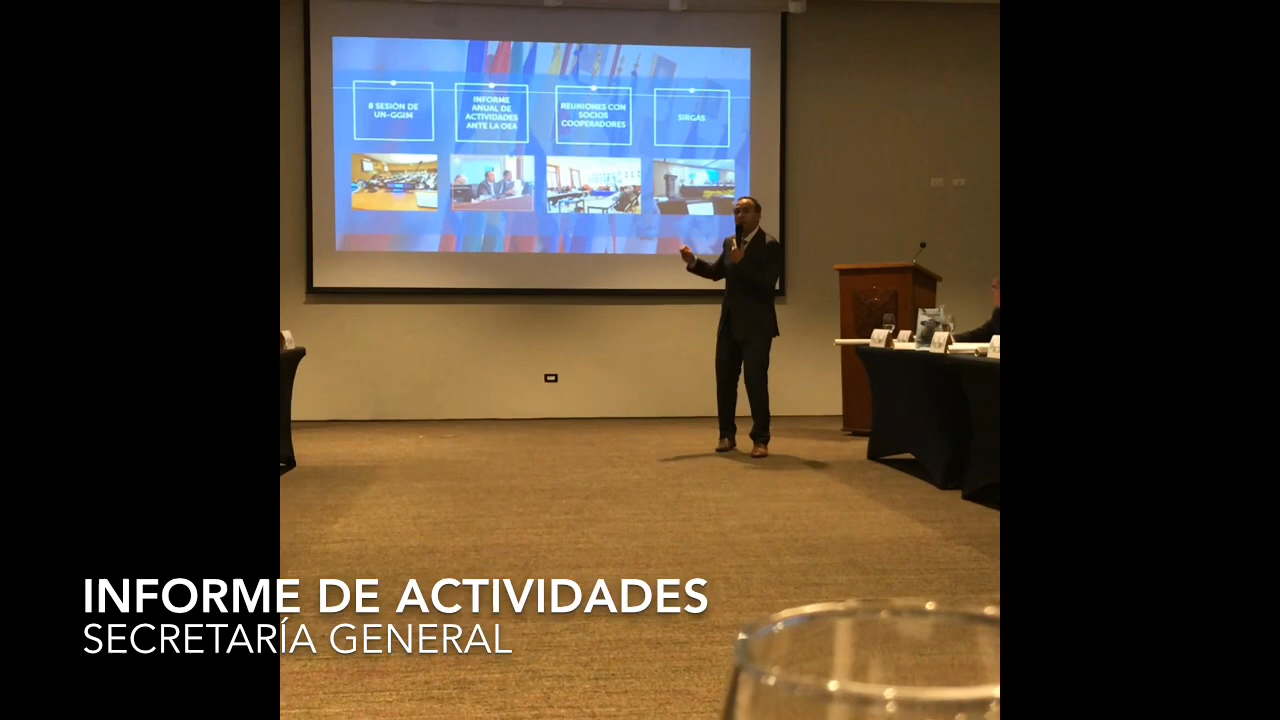 8 SESIÓN DE
UN-GGIM
INFORME
ANUAL DE
ACTIVIDADES
ANTE LA OEA
REUNIONES CON
SOCIOS
COOPERADORES
SIRGAS
INFORME DE ACTIVIDADES
SECRETARÍA GENERAL